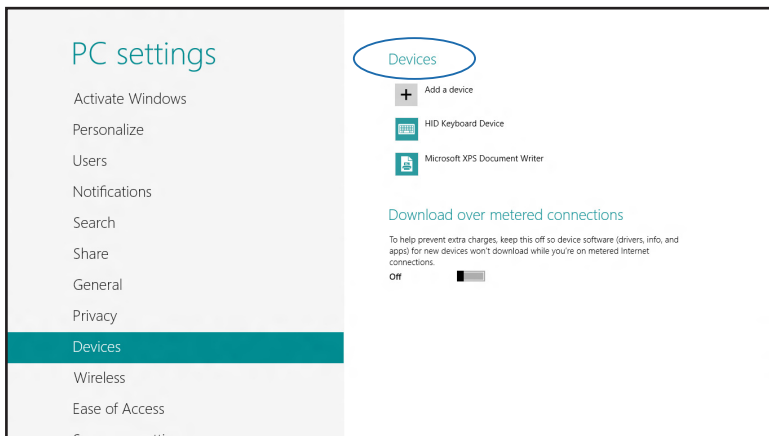 PC settings
Activate Windows
Personalize
Users
Notifications
Search
Share
General
Privacy
Devices
Wireless
Ease of Access
Devices
Add a device
HID Keyboard Device
Microsoft XPS Document Writer
Download over metered connections
To help prevent extra charges, keep this off so device software (drivers, info, and
apps) for new devices won't download while you're on metered Internet
connections.
Off